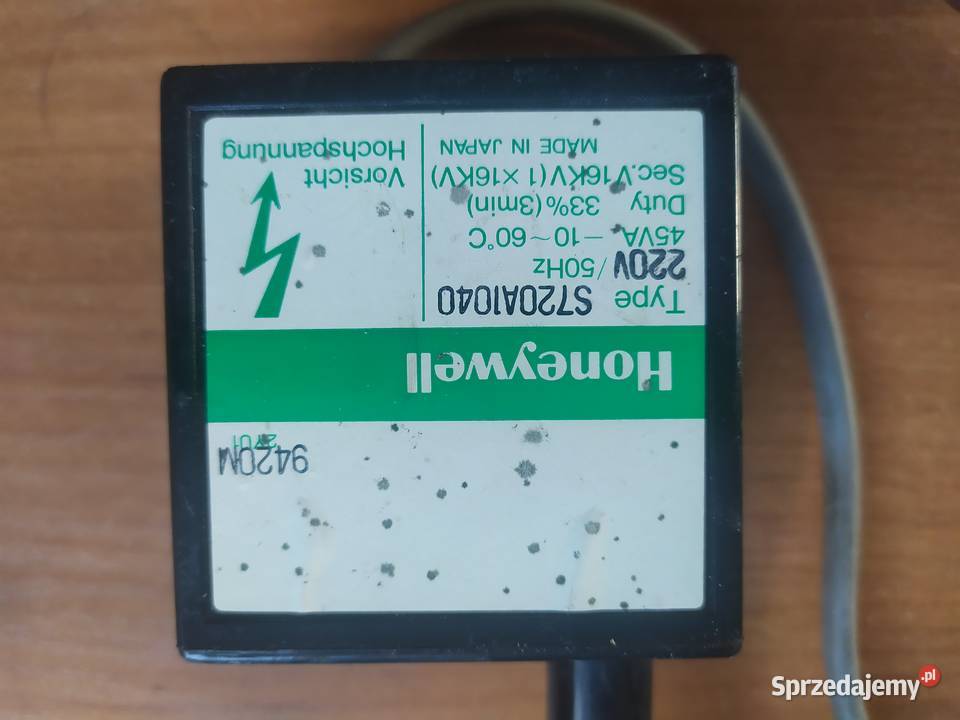 9420M
2701
Honeywell
Type S720A1040
220V /50Hz
45VA -10~60°C
Duty 33%(3min)
Sec.V16KV(1×16KV)
MADE IN JAPAN
Vorsicht
Hochspannung
Sprzedajemy.pl